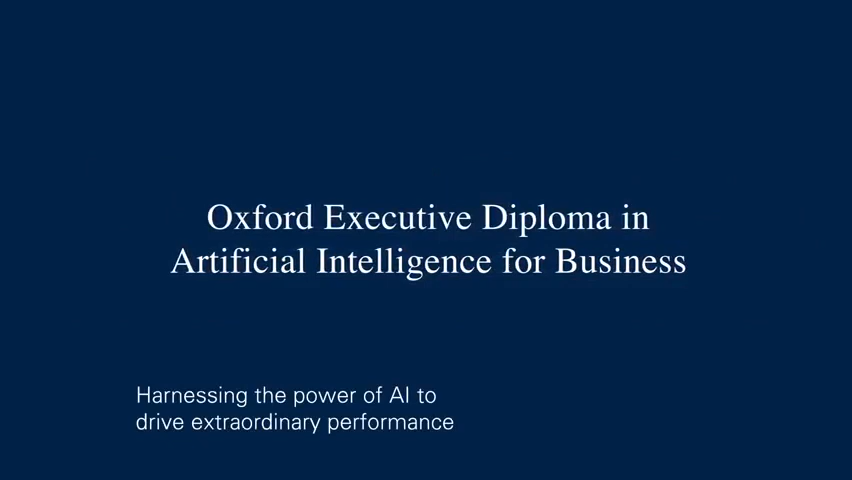 Oxford Executive Diploma in
Artificial Intelligence for Business
Harnessing the power of AI to
drive extraordinary performance